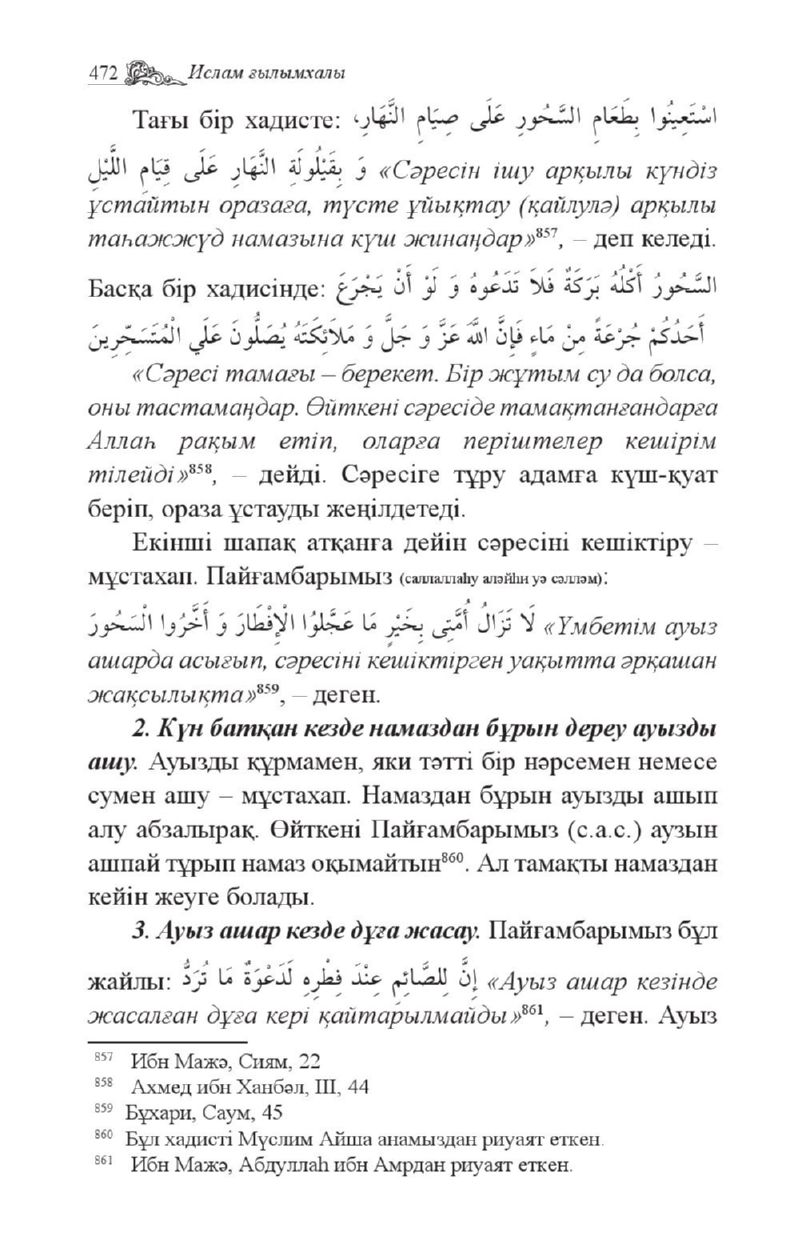 472 Ислам ғылымхалы
Тағы бір хадисте: اسْتَعِينُوا بِطَعَامِ السَّحُورِ عَلَى صِيَامِ النَّهَارِ،
وَ بِقَيْلُولَةِ النَّهَارِ عَلَى قِيَامِ اللَّيْلِ «Сәресін ішу арқылы күндіз
ұстайтын оразаға, түсте ұйықтау (қайлулә) арқылы
таһажжүд намазына күш жинаңдар»⁸⁵⁷, – деп келеді.
Басқа бір хадисінде: السَّحُورُ أَكْلُهُ بَرَكَةٌ فَلاَ تَدَعُوهُ وَ لَوْ أَنْ يَجْرَعَ
أَحَدُكُمْ جُرْعَةً مِنْ مَاءٍ فَإِنَّ اللهَ عَزَّ وَ جَلَّ وَ مَلاَئِكَتَهُ يُصَلُّونَ عَلَي الْمُتَسَحِّرِينَ
«Сәресі тамағы – берекет. Бір жұтым су да болса,
оны тастамаңдар. Өйткені сәресіде тамақтанғандарға
Аллаһ рақым етіп, оларға періштелер кешірім
тілейді»⁸⁵⁸, – дейді. Сәресіге тұру адамға күш-қуат
беріп, ораза ұстауды жеңілдетеді.
Екінші шапақ атқанға дейін сәресіні кешіктіру –
мұстахап. Пайғамбарымыз (саллаллаһу аләйһи уә сәлләм):
لَا تَزَالُ أُمَّتِى بِخَيْرٍ مَا عَجَّلوُا الْإِفْطَارَ وَ أَخَّرُوا السَّحُورَ «Үмбетім ауыз
ашарда асығып, сәресіні кешіктірген уақытта әрқашан
жақсылықта»⁸⁵⁹, – деген.
2. Күн батқан кезде намаздан бұрын дереу ауызды
ашу. Ауызды құрмамен, яки тәтті бір нәрсемен немесе
сумен ашу – мұстахап. Намаздан бұрын ауызды ашып
алу абзалырақ. Өйткені Пайғамбарымыз (с.а.с.) аузын
ашпай тұрып намаз оқымайтын⁸⁶⁰. Ал тамақты намаздан
кейін жеуге болады.
3. Ауыз ашар кезде дұға жасау. Пайғамбарымыз бұл
жайлы: إِنَّ لِلصَّائِمِ عِنْدَ فِطْرِهِ لَدَعْوَةً مَا تُرَدُّ «Ауыз ашар кезінде
жасалған дұға кері қайтарылмайды»⁸⁶¹, – деген. Ауыз
⁸⁵⁷ Ибн Мажә, Сиям, 22
⁸⁵⁸ Ахмед ибн Ханбәл, III, 44
⁸⁵⁹ Бұхари, Саум, 45
⁸⁶⁰ Бұл хадисті Мүслим Айша анамыздан риуаят еткен.
⁸⁶¹ Ибн Мажә, Абдуллаһ ибн Амрдан риуаят еткен.